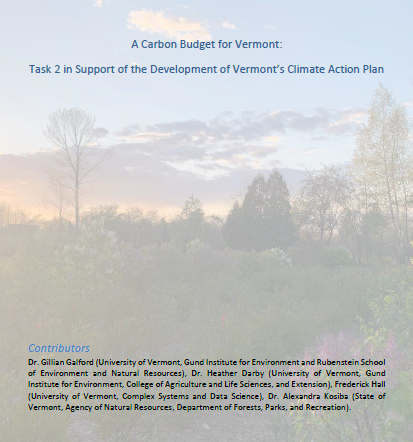 A Carbon Budget for Vermont:
Task 2 in Support of the Development of Vermont's Climate Action Plan
Contributors
Dr. Gillian Galford (University of Vermont, Gund Institute for Environment and Rubenstein School
of Environment and Natural Resources), Dr. Heather Darby (University of Vermont, Gund
Institute for Environment, College of Agriculture and Life Sciences, and Extension), Frederick Hall
(University of Vermont, Complex Systems and Data Science), Dr. Alexandra Kosiba (State of
Vermont, Agency of Natural Resources, Department of Forests, Parks, and Recreation).